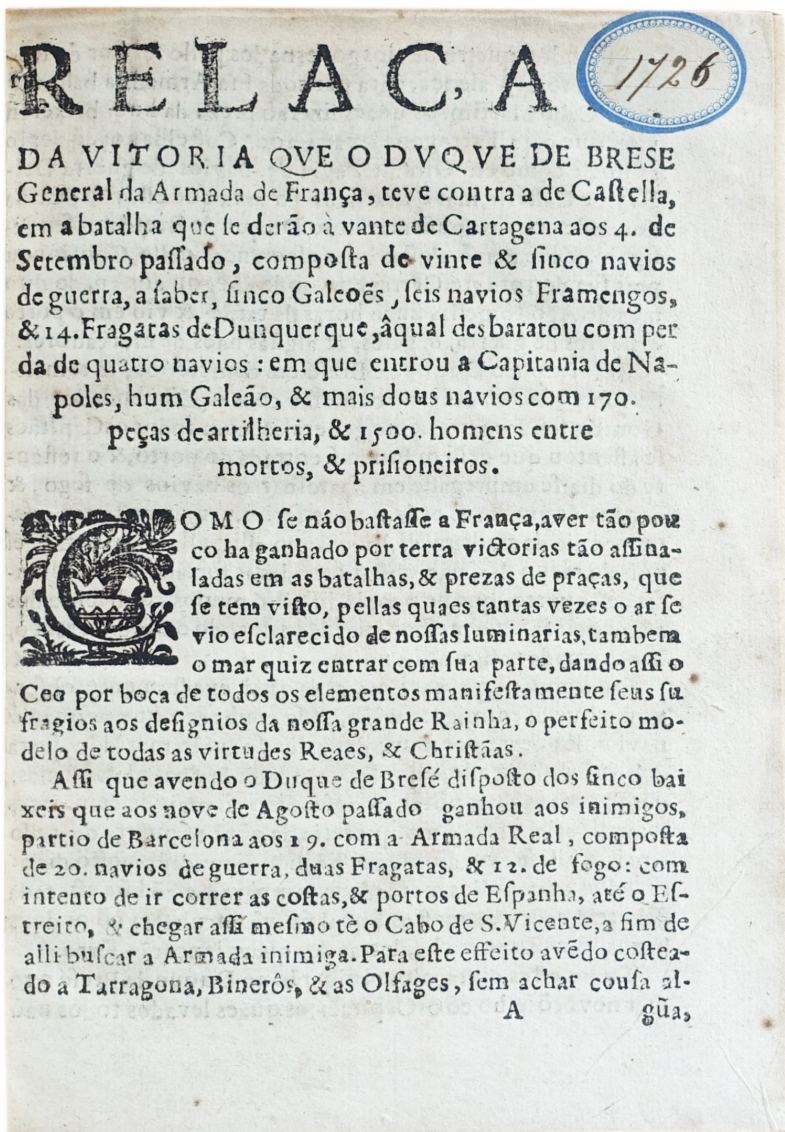 RELAC,A
1726
DA VITORIA QVE O DVQVE DE BRESE
General da Armada de França, teve contra a de Caſtella,
em a batalha que ſe derão à vante de Cartagena aos 4. de
Setembro paſſado, compoſta de vinte & ſinco navios
de guerra, a ſaber, ſinco Galeoẽs, ſeis navios Framengos,
& 14. Fragatas de Dunquerque, âqual desbaratou com per
da de quatro navios : em que entrou a Capitania de Na-
poles, hum Galeão, & mais dous navios com 170.
peças de artilheria, & 1500. homens entre
mortos, & priſioneiros.
COMO ſe náo baſtaſſe a França, aver tão pou
co ha ganhado por terra victorias tão aſſina-
ladas em as batalhas, & prezas de praças, que
ſe tem viſto, pellas quaes tantas vezes o ar ſe
vio eſclarecido de noſſas luminarias, tambem
o mar quiz entrar com ſua parte, dando aſſi o
Ceo por boca de todos os elementos manifeſtamente ſeus ſu
fragios aos deſignios da noſſa grande Rainha, o perfeito mo-
delo de todas as virtudes Reaes, & Chriſtãas.
Aſſi que avendo o Duque de Breſé diſpoſto dos ſinco bai
xeis que aos nove de Agoſto paſſado ganhou aos inimigos,
partio de Barcelona aos 19. com a Armada Real, compoſta
de 20. navios de guerra, duas Fragatas, & 12. de fogo: com
intento de ir correr as coſtas, & portos de Eſpanha, até o Eſ-
treito, & chegar aſſi meſmo tè o Cabo de S. Vicente, a fim de
alli buſcar a Armada inimiga. Para eſte effeito avẽdo coſtea-
do a Tarragona, Binerôs, & as Olfages, ſem achar couſa al-
A gũa,